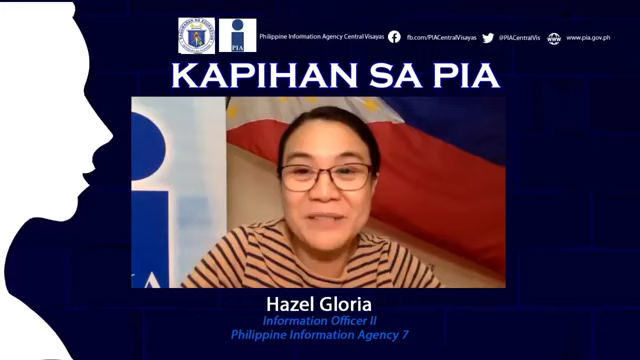 PIA
Philippine Information Agency Central Visayas
fb.com/PIACentralVisayas
@PIACentralVis
www.pia.gov.ph
KAPIHAN SA PIA
Hazel Gloria
Information Officer II
Philippine Information Agency 7